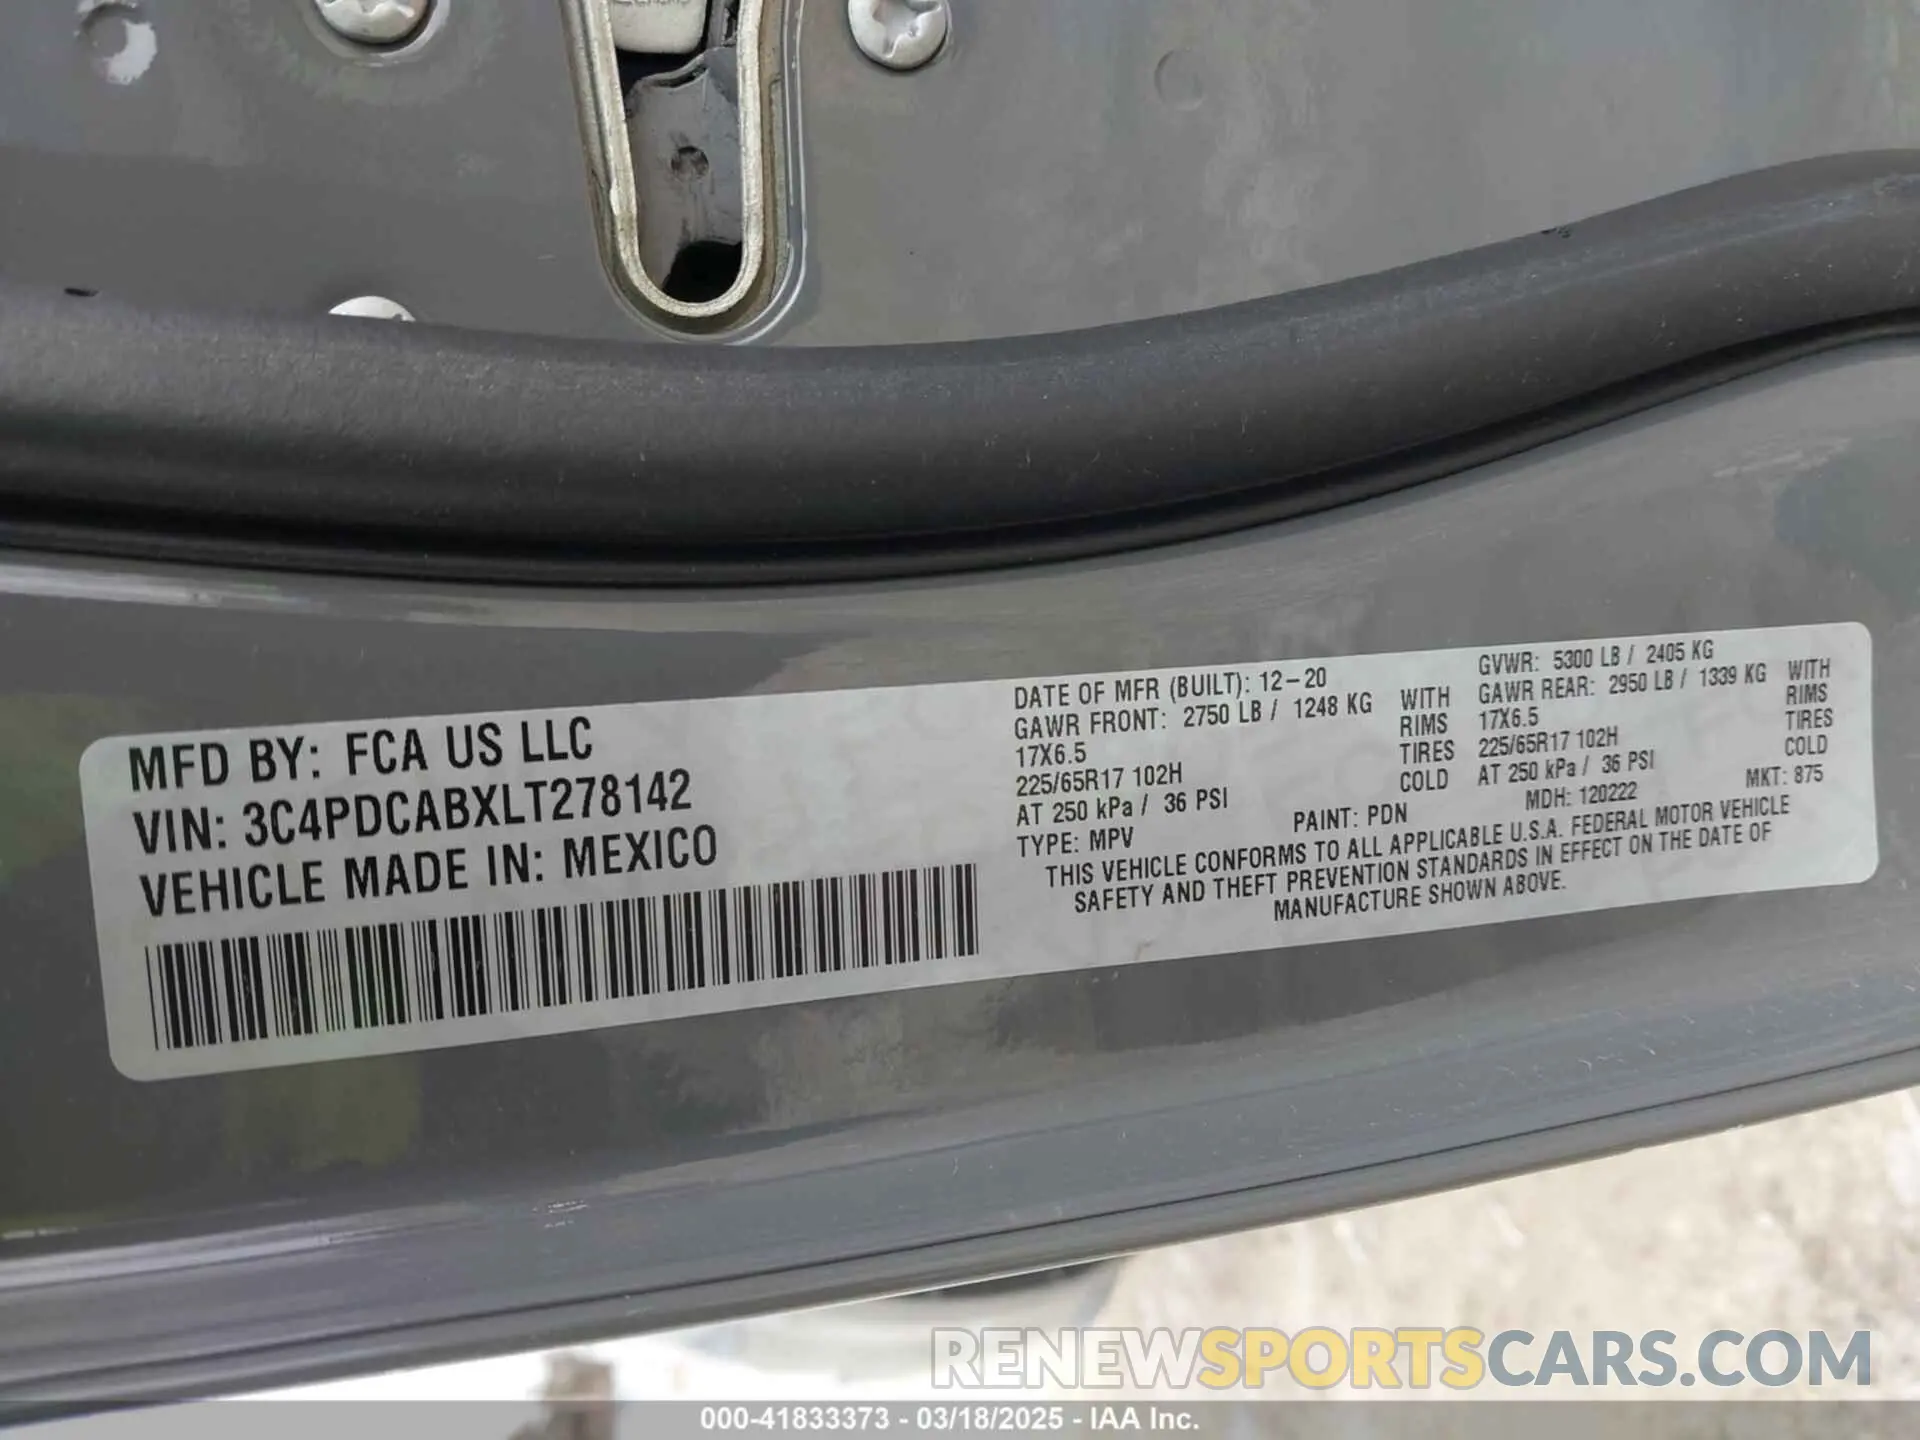 MFD BY: FCA US LLC
VIN: 3C4PDCABXLT278142
VEHICLE MADE IN: MEXICO
DATE OF MFR (BUILT): 12-20
GAWR FRONT: 2750 LB / 1248 KG WITH
17X6.5 RIMS
225/65R17 102H TIRES
AT 250 kPa / 36 PSI COLD
GVWR: 5300 LB / 2405 KG
GAWR REAR: 2950 LB / 1339 KG WITH
17X6.5 RIMS
225/65R17 102H TIRES
AT 250 kPa / 36 PSI COLD
TYPE: MPV PAINT: PDN MDH: 120222 MKT: 875
THIS VEHICLE CONFORMS TO ALL APPLICABLE U.S.A. FEDERAL MOTOR VEHICLE
SAFETY AND THEFT PREVENTION STANDARDS IN EFFECT ON THE DATE OF
MANUFACTURE SHOWN ABOVE.
RENEWSPORTSCARS.COM
000-41833373 - 03/18/2025 - IAA Inc.